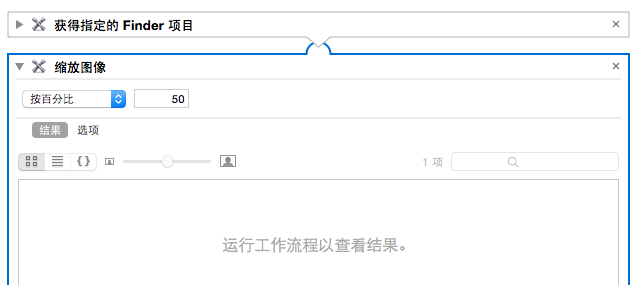 获得指定的 Finder 项目
缩放图像
按百分比 50
结果 选项
{} 1 项
运行工作流程以查看结果。